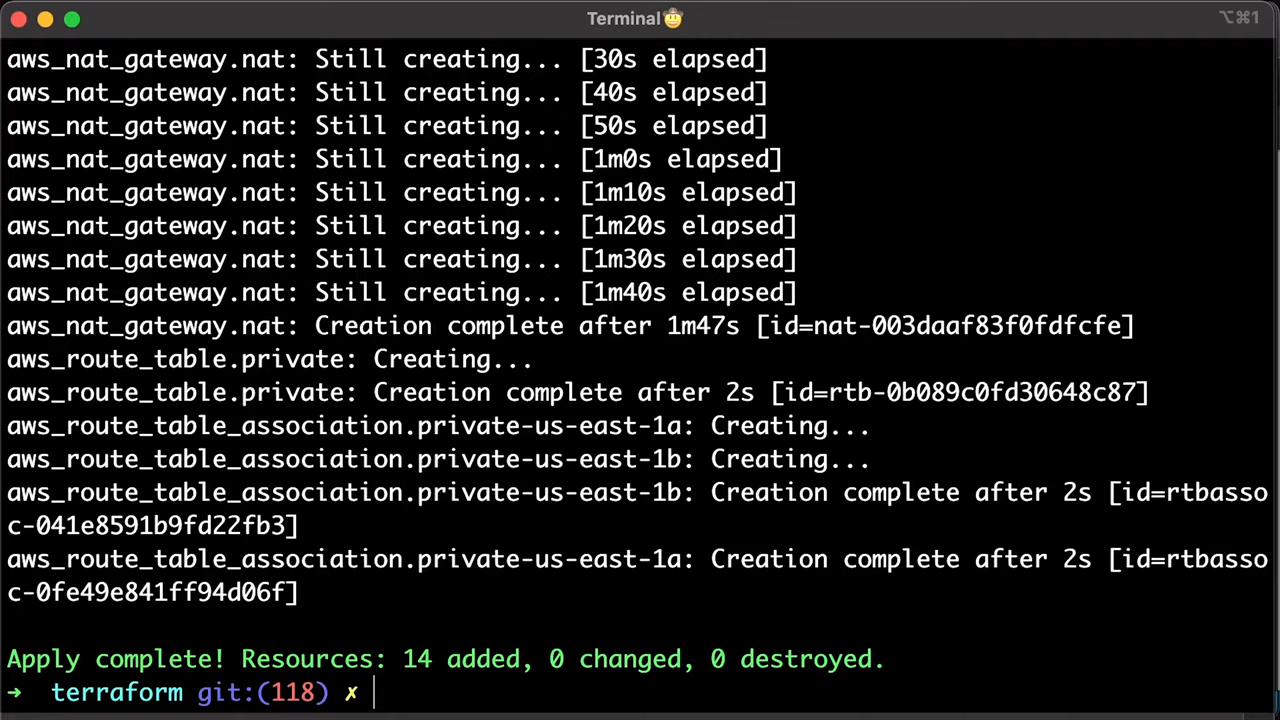 Terminal🤠
⌥⌘1
aws_nat_gateway.nat: Still creating... [30s elapsed]
aws_nat_gateway.nat: Still creating... [40s elapsed]
aws_nat_gateway.nat: Still creating... [50s elapsed]
aws_nat_gateway.nat: Still creating... [1m0s elapsed]
aws_nat_gateway.nat: Still creating... [1m10s elapsed]
aws_nat_gateway.nat: Still creating... [1m20s elapsed]
aws_nat_gateway.nat: Still creating... [1m30s elapsed]
aws_nat_gateway.nat: Still creating... [1m40s elapsed]
aws_nat_gateway.nat: Creation complete after 1m47s [id=nat-003daaf83f0fdfcfe]
aws_route_table.private: Creating...
aws_route_table.private: Creation complete after 2s [id=rtb-0b089c0fd30648c87]
aws_route_table_association.private-us-east-1a: Creating...
aws_route_table_association.private-us-east-1b: Creating...
aws_route_table_association.private-us-east-1b: Creation complete after 2s [id=rtbasso
c-041e8591b9fd22fb3]
aws_route_table_association.private-us-east-1a: Creation complete after 2s [id=rtbasso
c-0fe49e841ff94d06f]
Apply complete! Resources: 14 added, 0 changed, 0 destroyed.
→ terraform git:(118) ✗